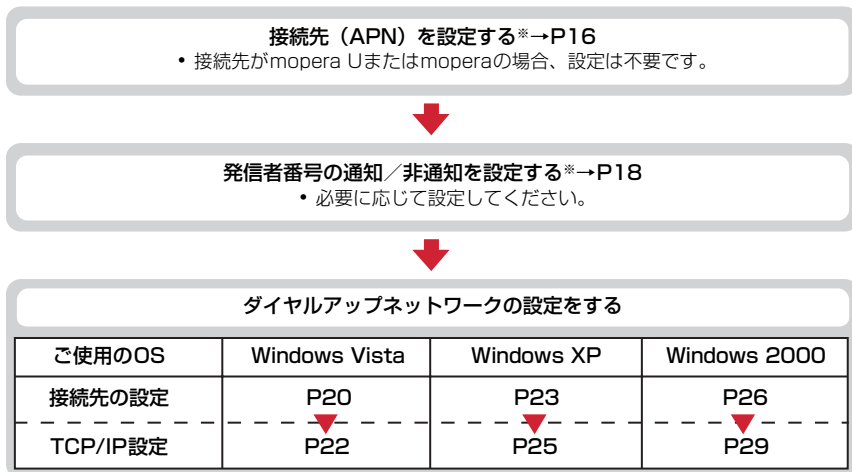 接続先（APN）を設定する※→P16
• 接続先がmopera Uまたはmoperaの場合、設定は不要です。
発信者番号の通知／非通知を設定する※→P18
• 必要に応じて設定してください。
ダイヤルアップネットワークの設定をする
ご使用のOS Windows Vista Windows XP Windows 2000
接続先の設定 P20 P23 P26
TCP/IP設定 P22 P25 P29